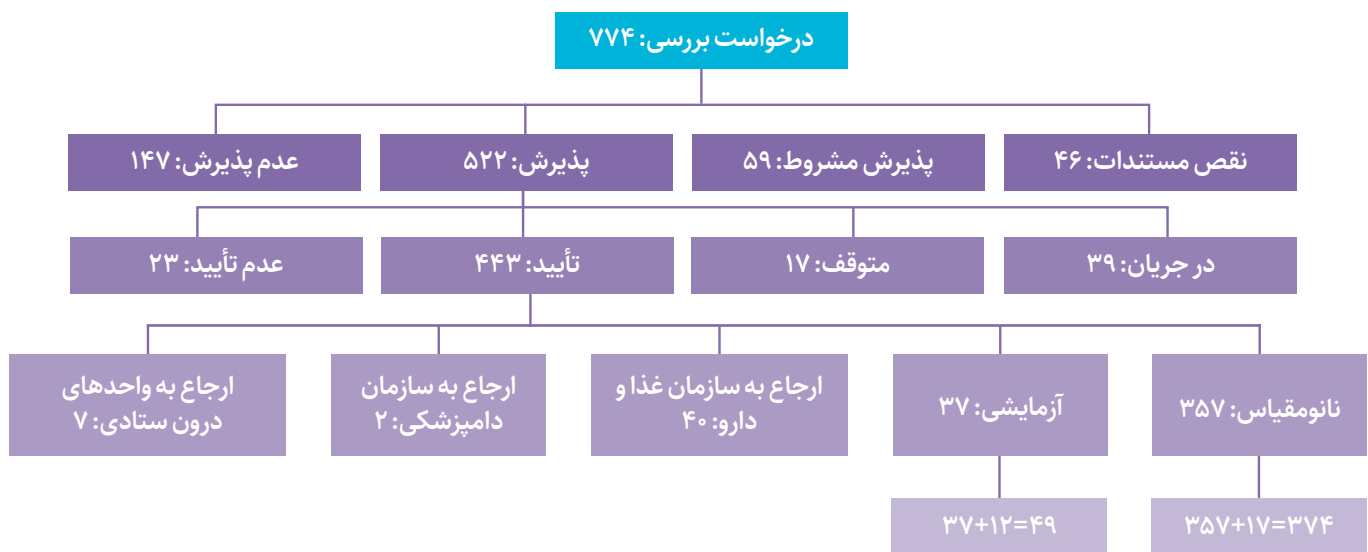 درخواست بررسی: ۷۷۴
نقص مستندات: ۴۶
پذیرش مشروط: ۵۹
پذیرش: ۵۲۲
عدم پذیرش: ۱۴۷
در جریان: ۳۹
متوقف: ۱۷
تأیید: ۴۴۳
عدم تأیید: ۲۳
نانومقیاس: ۳۵۷
آزمایشی: ۳۷
ارجاع به سازمان غذا و
دارو: ۴۰
ارجاع به سازمان
دامپزشکی: ۲
ارجاع به واحدهای
درون ستادی: ۷
۳۵۷+۱۷=۳۷۴
۳۷+۱۲=۴۹